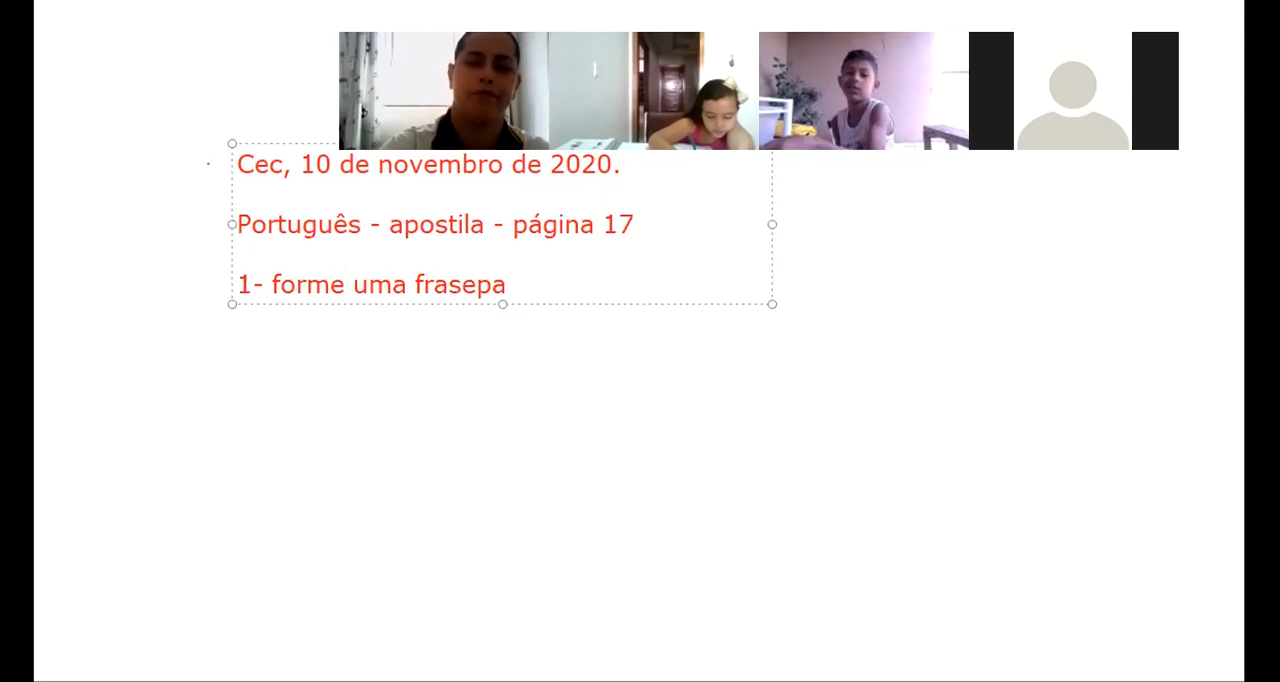 Cec, 10 de novembro de 2020.
Português - apostila - página 17
1- forme uma frasepa